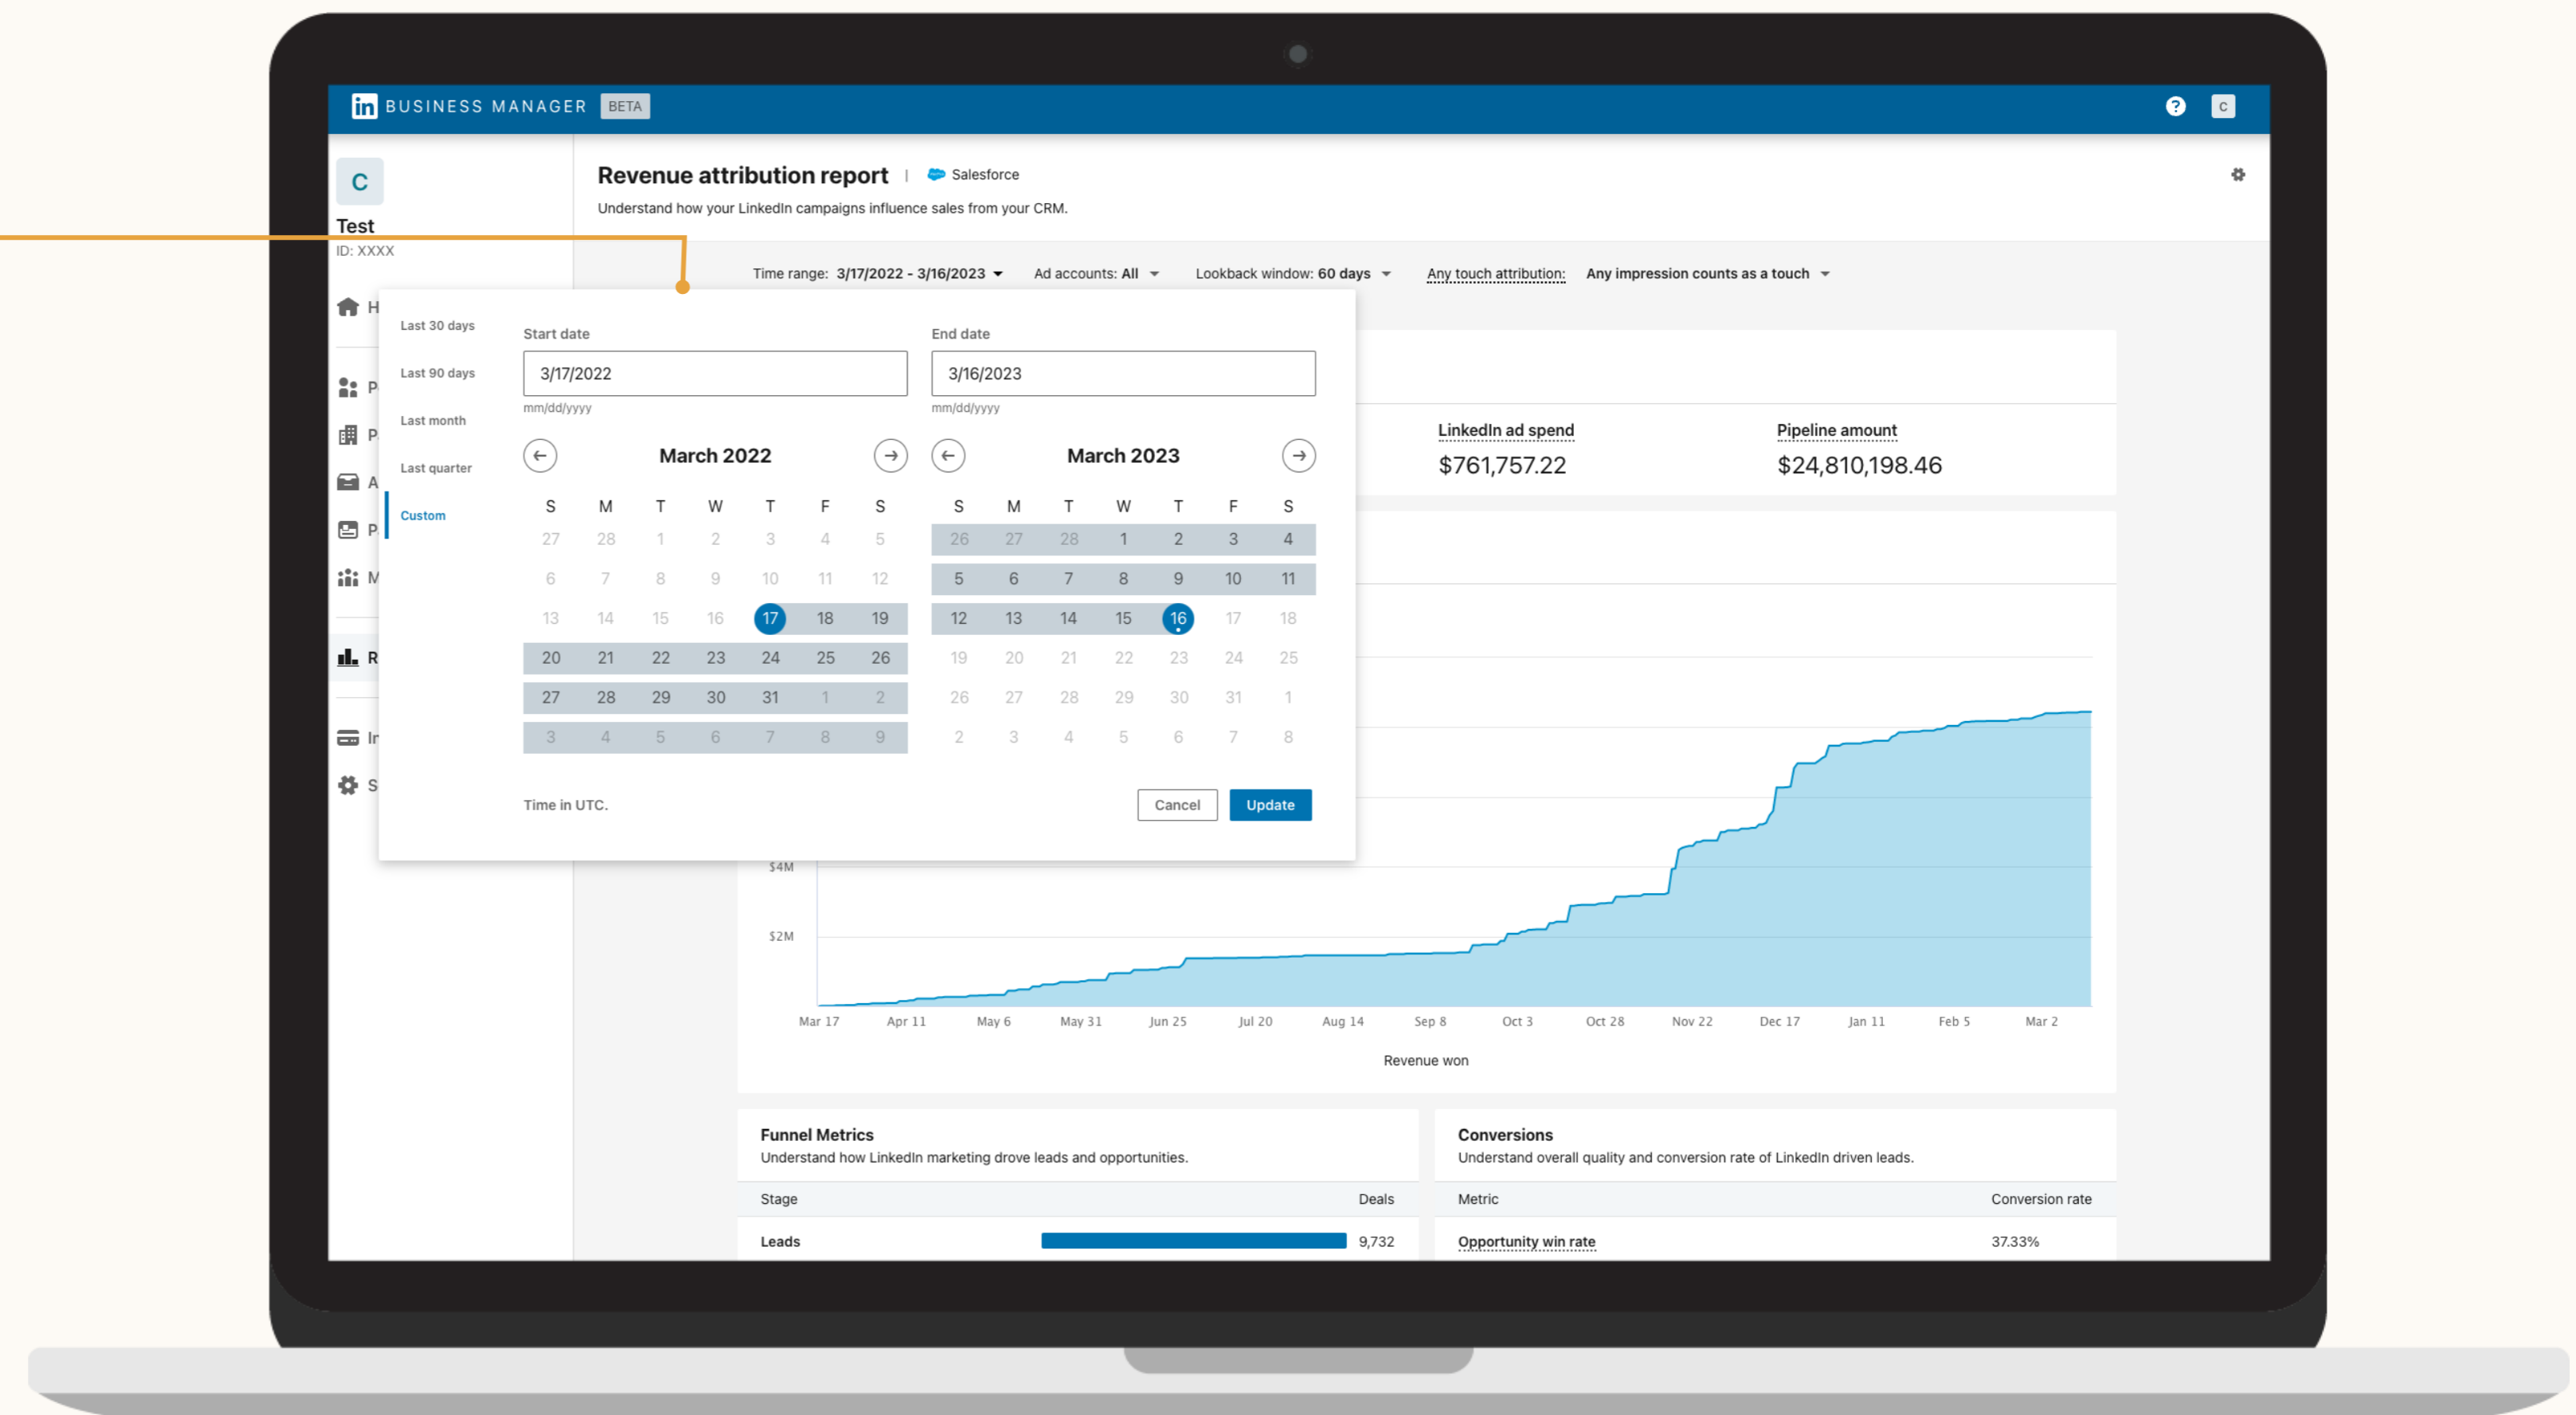 in BUSINESS MANAGER BETA
? C
C
Test
ID: XXXX
Revenue attribution report | Salesforce
Understand how your LinkedIn campaigns influence sales from your CRM.
Time range: 3/17/2022 - 3/16/2023 Ad accounts: All Lookback window: 60 days Any touch attribution: Any impression counts as a touch
Last 30 days
Last 90 days
Last month
Last quarter
Custom
Start date
3/17/2022
mm/dd/yyyy
March 2022
S M T W T F S
27 28 1 2 3 4 5
6 7 8 9 10 11 12
13 14 15 16 17 18 19
20 21 22 23 24 25 26
27 28 29 30 31 1 2
3 4 5 6 7 8 9
End date
3/16/2023
mm/dd/yyyy
March 2023
S M T W T F S
26 27 28 1 2 3 4
5 6 7 8 9 10 11
12 13 14 15 16 17 18
19 20 21 22 23 24 25
26 27 28 29 30 31 1
2 3 4 5 6 7 8
Time in UTC.
Cancel Update
LinkedIn ad spend
$761,757.22
Pipeline amount
$24,810,198.46
$4M
$2M
Mar 17 Apr 11 May 6 May 31 Jun 25 Jul 20 Aug 14 Sep 8 Oct 3 Oct 28 Nov 22 Dec 17 Jan 11 Feb 5 Mar 2
Revenue won
Funnel Metrics
Understand how LinkedIn marketing drove leads and opportunities.
Stage Deals
Leads 9,732
Conversions
Understand overall quality and conversion rate of LinkedIn driven leads.
Metric Conversion rate
Opportunity win rate 37.33%